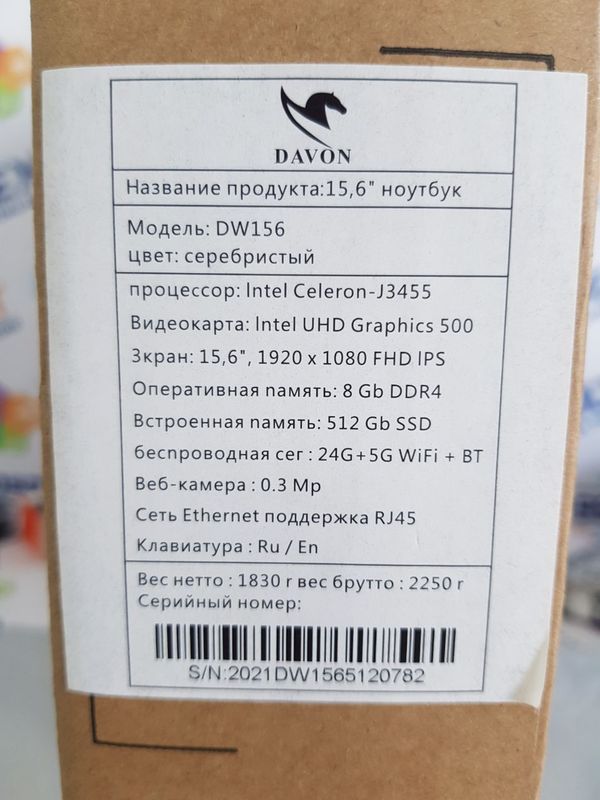 DAVON
Название продукта:15,6" ноутбук
Модель: DW156
цвет: серебристый
процессор: Intel Celeron-J3455
Видеокарта: Intel UHD Graphics 500
Зкран: 15,6", 1920 x 1080 FHD IPS
Оперативная память: 8 Gb DDR4
Встроенная память: 512 Gb SSD
беспроводная сег : 24G+5G WiFi + BT
Веб-камера : 0.3 Mp
Сеть Ethernet поддержка RJ45
Клавиатура : Ru / En
Вес нетто : 1830 г вес брутто : 2250 г
Серийный номер:
S/N:2021DW1565120782